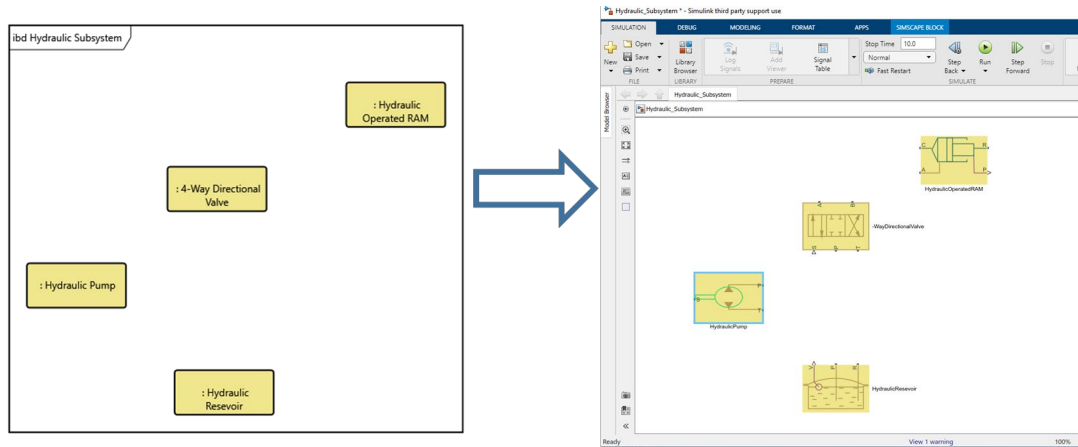 ibd Hydraulic Subsystem
: Hydraulic
Operated RAM
: 4-Way Directional
Valve
: Hydraulic Pump
: Hydraulic
Resevoir
Hydraulic_Subsystem * - Simulink third party support use
SIMULATION DEBUG MODELING FORMAT APPS SIMSCAPE BLOCK
New
Open
Save
Print
FILE
Library
Browser
LIBRARY
Log
Signals
Add
Viewer
Signal
Table
PREPARE
Stop Time 10.0
Normal
Fast Restart
Step
Back
Run
Step
Forward
Stop
SIMULATE
Model Browser
Hydraulic_Subsystem
Hydraulic_Subsystem
C
R
A
P
HydraulicOperatedRAM
A
B
S
P
T
-WayDirectionalValve
S
P
T
HydraulicPump
V
P
R
HydraulicResevoir
Ready
View 1 warning
100%